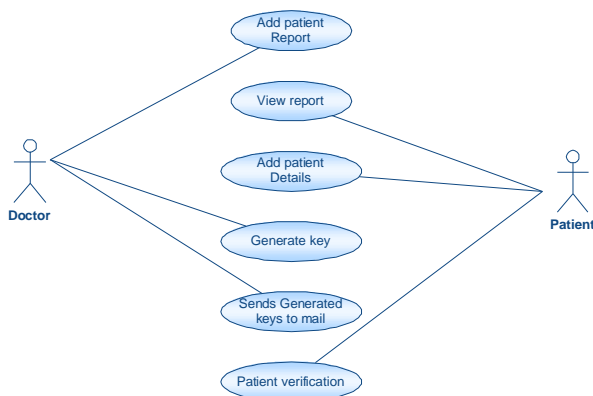 Add patient
Report
View report
Add patient
Details
Doctor
Patient
Generate key
Sends Generated
keys to mail
Patient verification